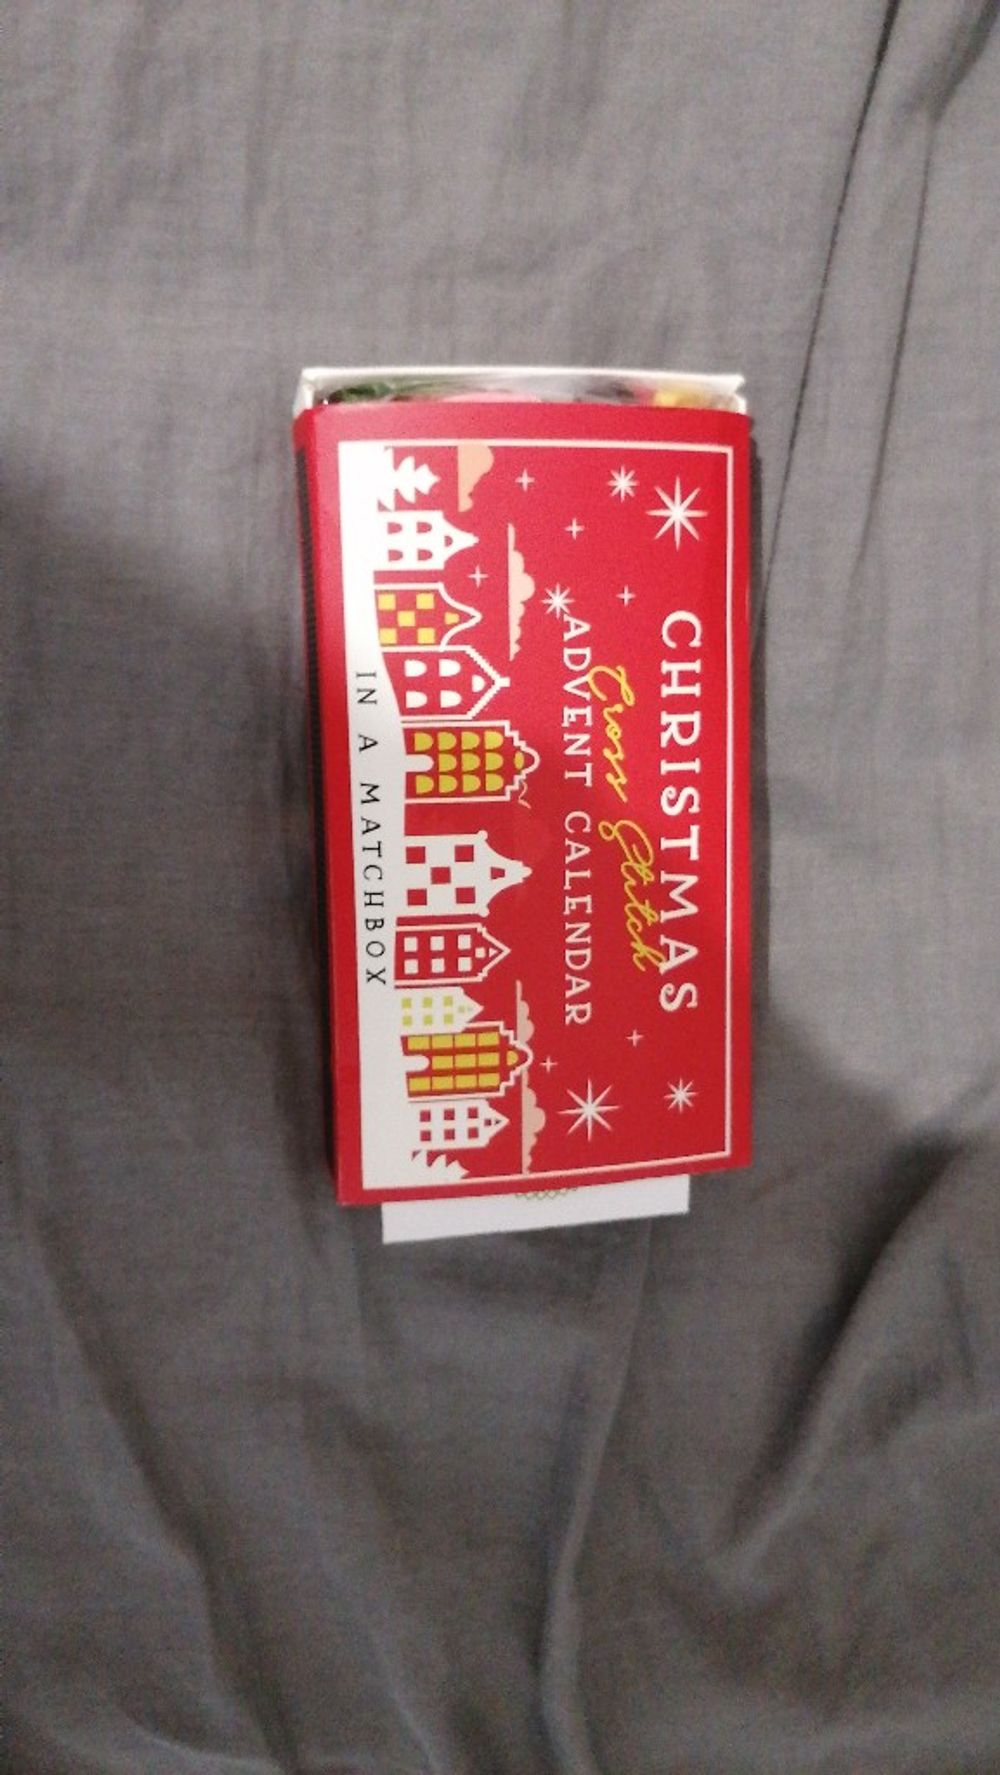 CHRISTMAS
Cross Stitch
ADVENT CALENDAR
IN A MATCHBOX